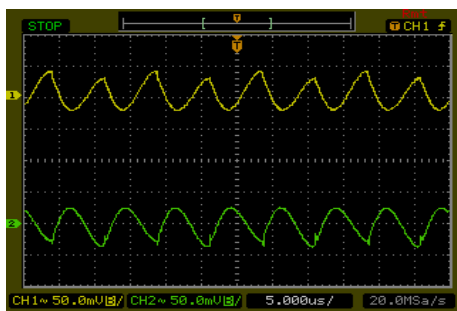 STOP
T
T CH1
T
1
2
CH1~ 50.0mV B/ CH2~ 50.0mV B/ 5.000us/ 20.0MSa/s